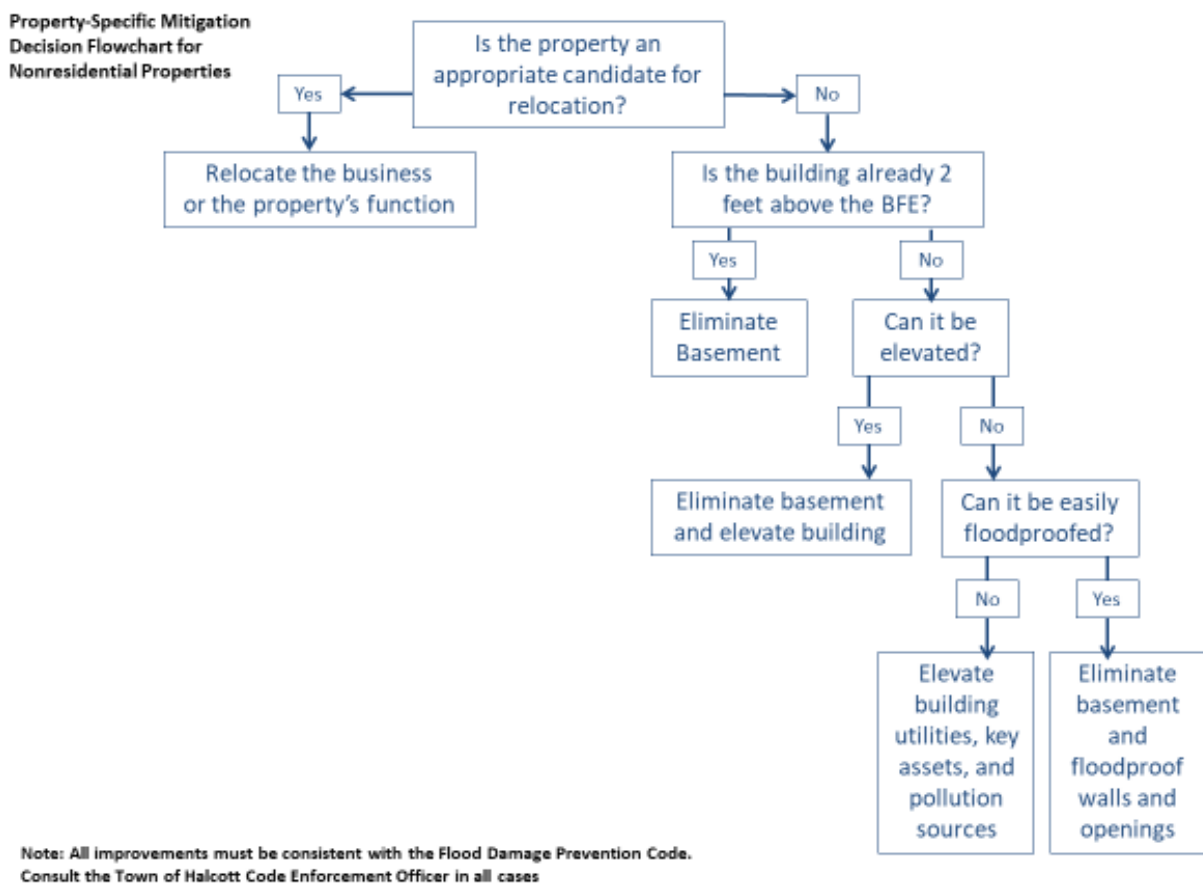 Property-Specific Mitigation
Decision Flowchart for
Nonresidential Properties
Is the property an
appropriate candidate for
relocation?
Yes
No
Relocate the business
or the property's function
Is the building already 2
feet above the BFE?
Yes
No
Eliminate
Basement
Can it be
elevated?
Yes
No
Eliminate basement
and elevate building
Can it be easily
floodproofed?
No
Yes
Elevate
building
utilities, key
assets, and
pollution
sources
Eliminate
basement
and
floodproof
walls and
openings
Note: All improvements must be consistent with the Flood Damage Prevention Code.
Consult the Town of Halcott Code Enforcement Officer in all cases